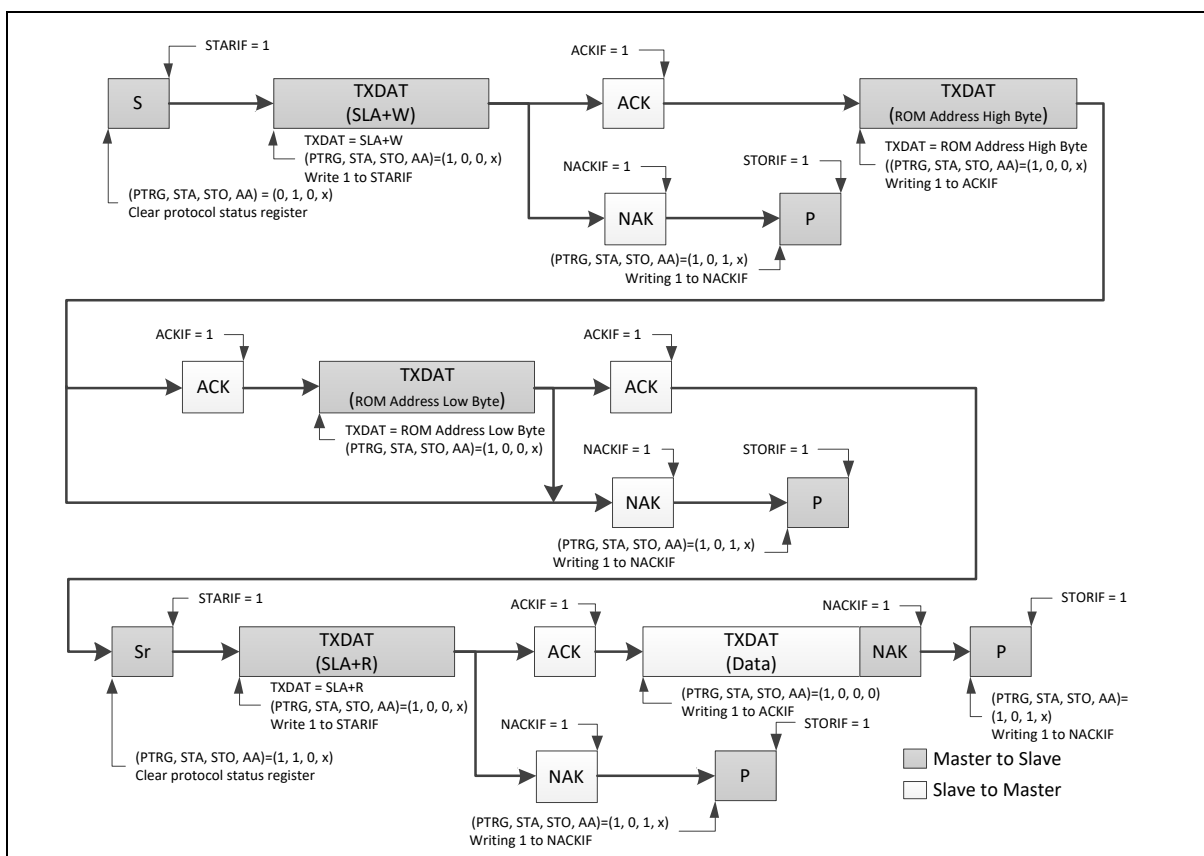 STARIF = 1
ACKIF = 1
S
TXDAT
(SLA+W)
ACK
TXDAT
(ROM Address High Byte)
TXDAT = SLA+W
(PTRG, STA, STO, AA)=(1, 0, 0, x)
Write 1 to STARIF
TXDAT = ROM Address High Byte
((PTRG, STA, STO, AA)=(1, 0, 0, x)
Writing 1 to ACKIF
NACKIF = 1
STORIF = 1
(PTRG, STA, STO, AA) = (0, 1, 0, x)
Clear protocol status register
NAK
P
(PTRG, STA, STO, AA)=(1, 0, 1, x)
Writing 1 to NACKIF
ACKIF = 1
ACKIF = 1
ACK
TXDAT
(ROM Address Low Byte)
ACK
TXDAT = ROM Address Low Byte
(PTRG, STA, STO, AA)=(1, 0, 0, x)
NACKIF = 1
STORIF = 1
NAK
P
(PTRG, STA, STO, AA)=(1, 0, 1, x)
Writing 1 to NACKIF
STARIF = 1
ACKIF = 1
NACKIF = 1
STORIF = 1
Sr
TXDAT
(SLA+R)
ACK
TXDAT
(Data)
NAK
P
TXDAT = SLA+R
(PTRG, STA, STO, AA)=(1, 0, 0, x)
Write 1 to STARIF
(PTRG, STA, STO, AA)=(1, 0, 0, 0)
Writing 1 to ACKIF
(PTRG, STA, STO, AA)=
(1, 0, 1, x)
Writing 1 to NACKIF
NACKIF = 1
STORIF = 1
(PTRG, STA, STO, AA)=(1, 1, 0, x)
Clear protocol status register
NAK
P
(PTRG, STA, STO, AA)=(1, 0, 1, x)
Writing 1 to NACKIF
Master to Slave
Slave to Master